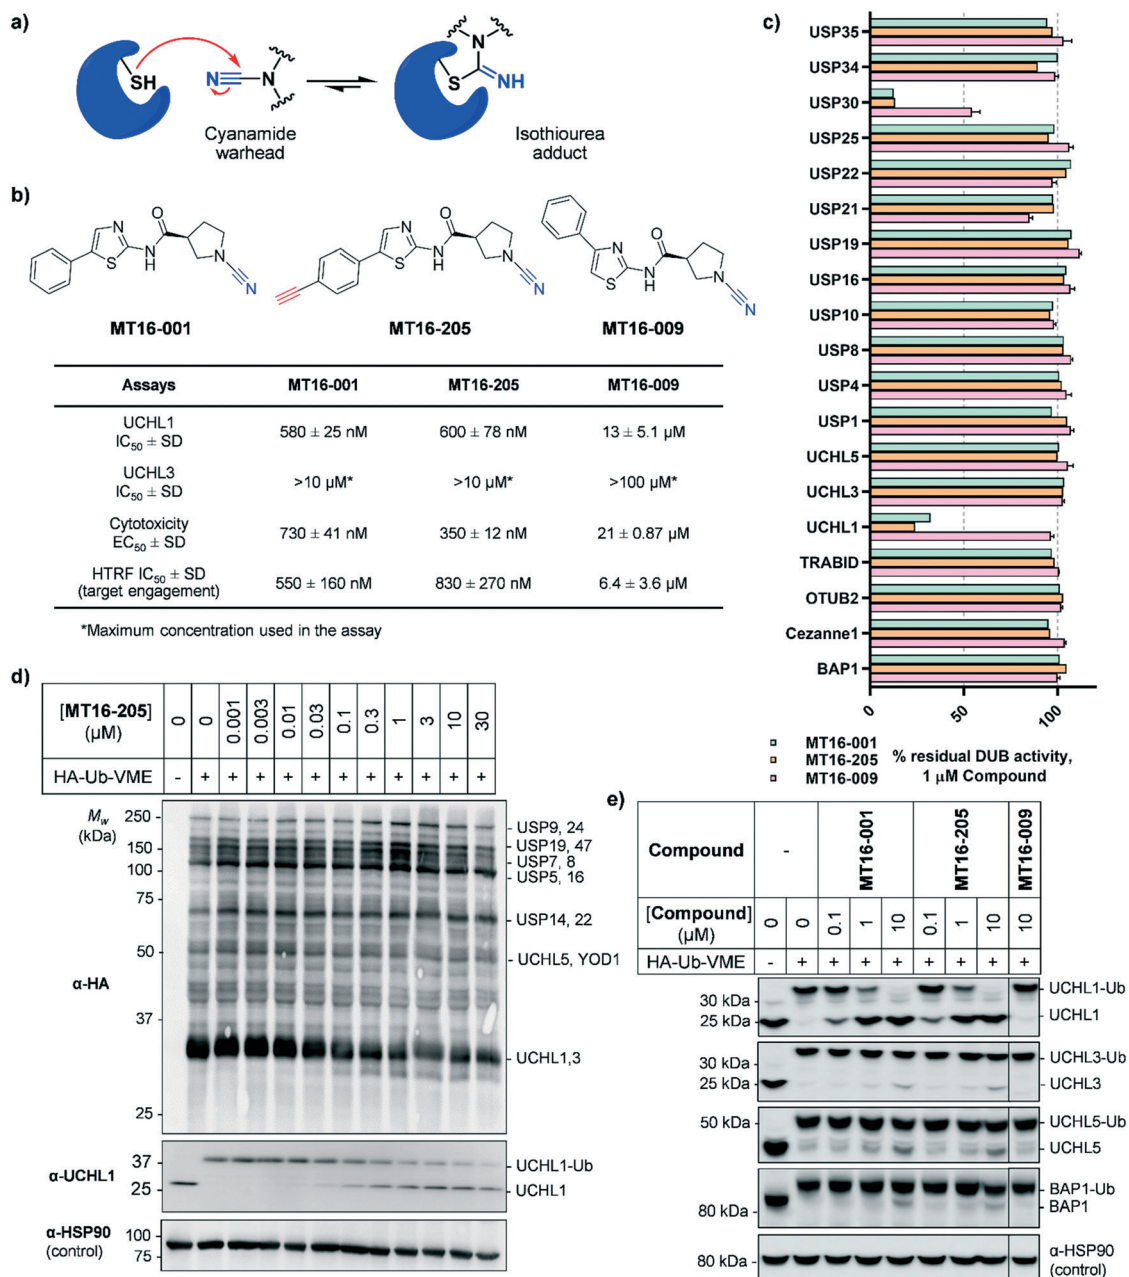 a)
SH
N
N
Cyanamide
warhead
N
S
NH
Isothiourea
adduct
b)
O
N
N
H
S
N
N
MT16-001
O
N
N
H
S
N
N
MT16-205
O
N
NH
S
N
N
MT16-009
Assays MT16-001 MT16-205 MT16-009
UCHL1
IC50 ± SD 580 ± 25 nM 600 ± 78 nM 13 ± 5.1 µM
UCHL3
IC50 ± SD >10 µM* >10 µM* >100 µM*
Cytotoxicity
EC50 ± SD 730 ± 41 nM 350 ± 12 nM 21 ± 0.87 µM
HTRF IC50 ± SD
(target engagement) 550 ± 160 nM 830 ± 270 nM 6.4 ± 3.6 µM
*Maximum concentration used in the assay
c)
USP35
USP34
USP30
USP25
USP22
USP21
USP19
USP16
USP10
USP8
USP4
USP1
UCHL5
UCHL3
UCHL1
TRABID
OTUB2
Cezanne1
BAP1
0 50 100
MT16-001
MT16-205
MT16-009
% residual DUB activity,
1 µM Compound
d)
[MT16-205]
(µM)
0 0 0.001 0.003 0.01 0.03 0.1 0.3 1 3 10 30
HA-Ub-VME - + + + + + + + + + + +
Mw
(kDa)
250
150
100
75
50
37
25
α-HA
USP9, 24
USP19, 47
USP7, 8
USP5, 16
USP14, 22
UCHL5, YOD1
UCHL1,3
α-UCHL1
37
25
UCHL1-Ub
UCHL1
α-HSP90
(control)
100
75
e)
Compound - MT16-001 MT16-205 MT16-009
[Compound]
(µM)
0 0 0.1 1 10 0.1 1 10 10
HA-Ub-VME - + + + + + + + +
30 kDa
25 kDa
UCHL1-Ub
UCHL1
30 kDa
25 kDa
UCHL3-Ub
UCHL3
50 kDa
UCHL5-Ub
UCHL5
80 kDa
BAP1-Ub
BAP1
80 kDa
α-HSP90
(control)